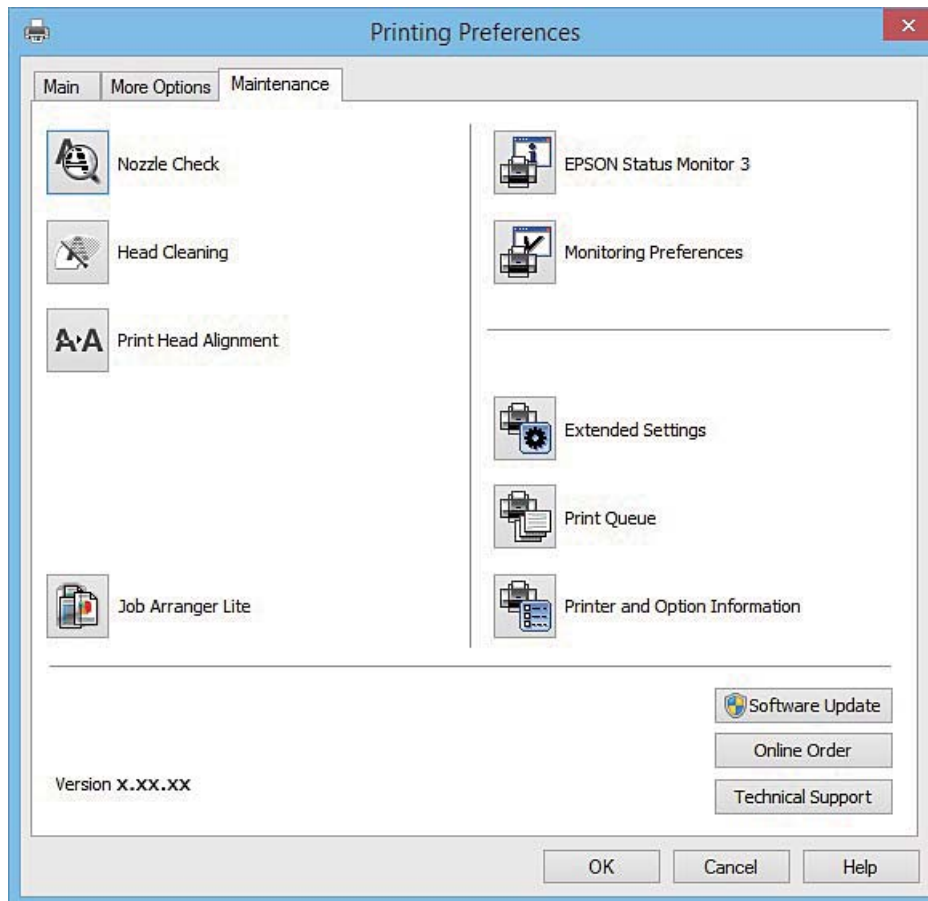 Printing Preferences
Main
More Options
Maintenance
Nozzle Check
Head Cleaning
A·A Print Head Alignment
Job Arranger Lite
EPSON Status Monitor 3
Monitoring Preferences
Extended Settings
Print Queue
Printer and Option Information
Software Update
Online Order
Technical Support
Version x.xx.xx
OK
Cancel
Help